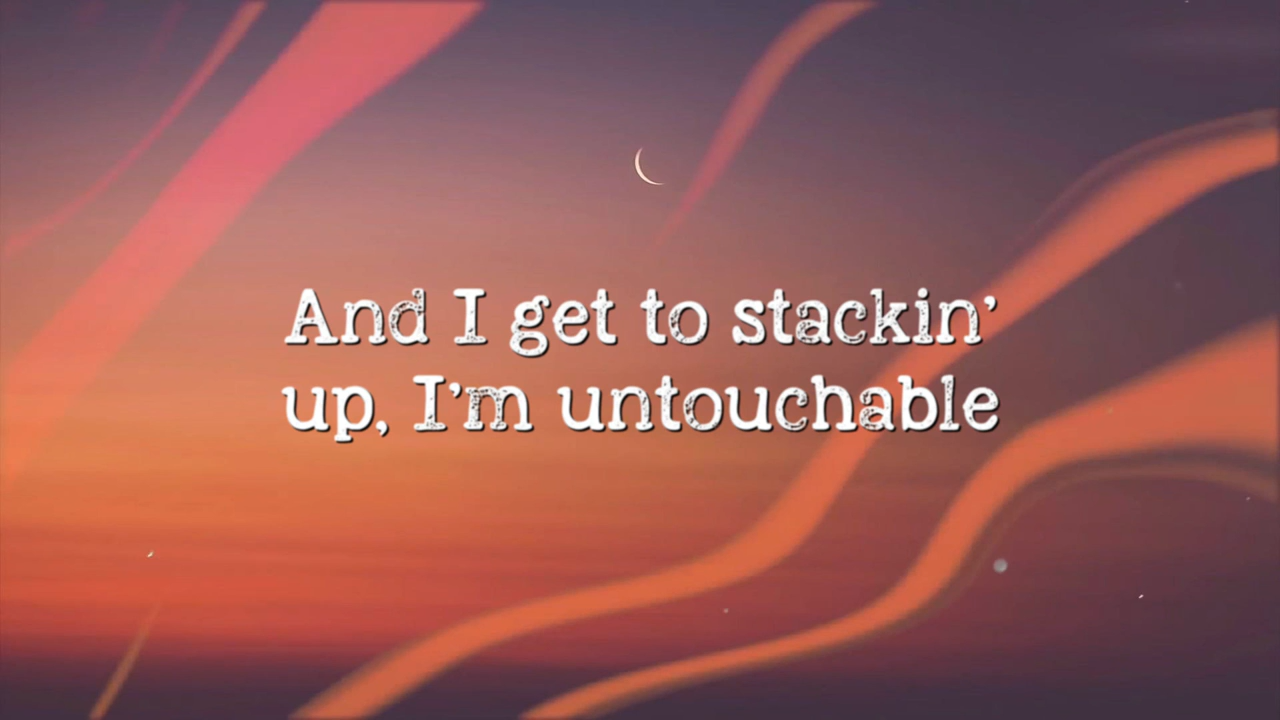 And I get to stackin’
up, I’m untouchable